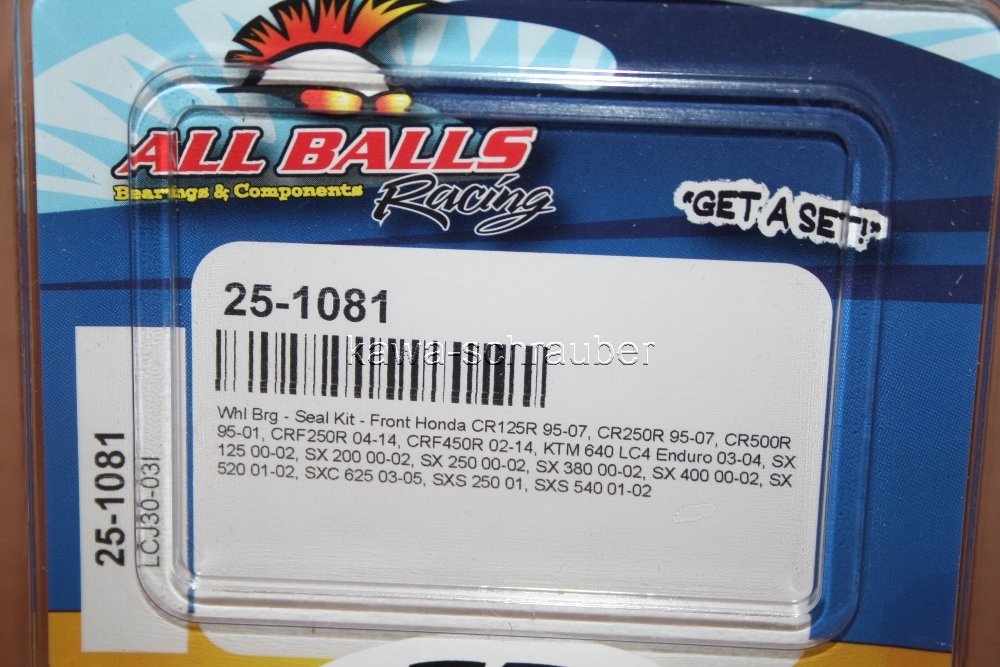 ALL BALLS
Bearings & Components
Racing
"GET A SET!"
25-1081
kawa-schrauber
Whl Brg - Seal Kit - Front Honda CR125R 95-07, CR250R 95-07, CR500R
95-01, CRF250R 04-14, CRF450R 02-14, KTM 640 LC4 Enduro 03-04, SX
125 00-02, SX 200 00-02, SX 250 00-02, SX 380 00-02, SX 400 00-02, SX
520 01-02, SXC 625 03-05, SXS 250 01, SXS 540 01-02
25-1081
LCJ30-03I